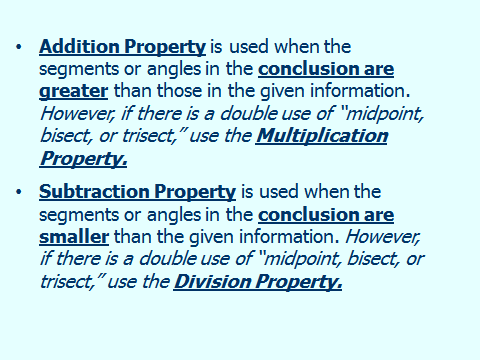 • Addition Property is used when the
segments or angles in the conclusion are
greater than those in the given information.
However, if there is a double use of “midpoint,
bisect, or trisect,” use the Multiplication
Property.
• Subtraction Property is used when the
segments or angles in the conclusion are
smaller than the given information. However,
if there is a double use of “midpoint, bisect, or
trisect,” use the Division Property.